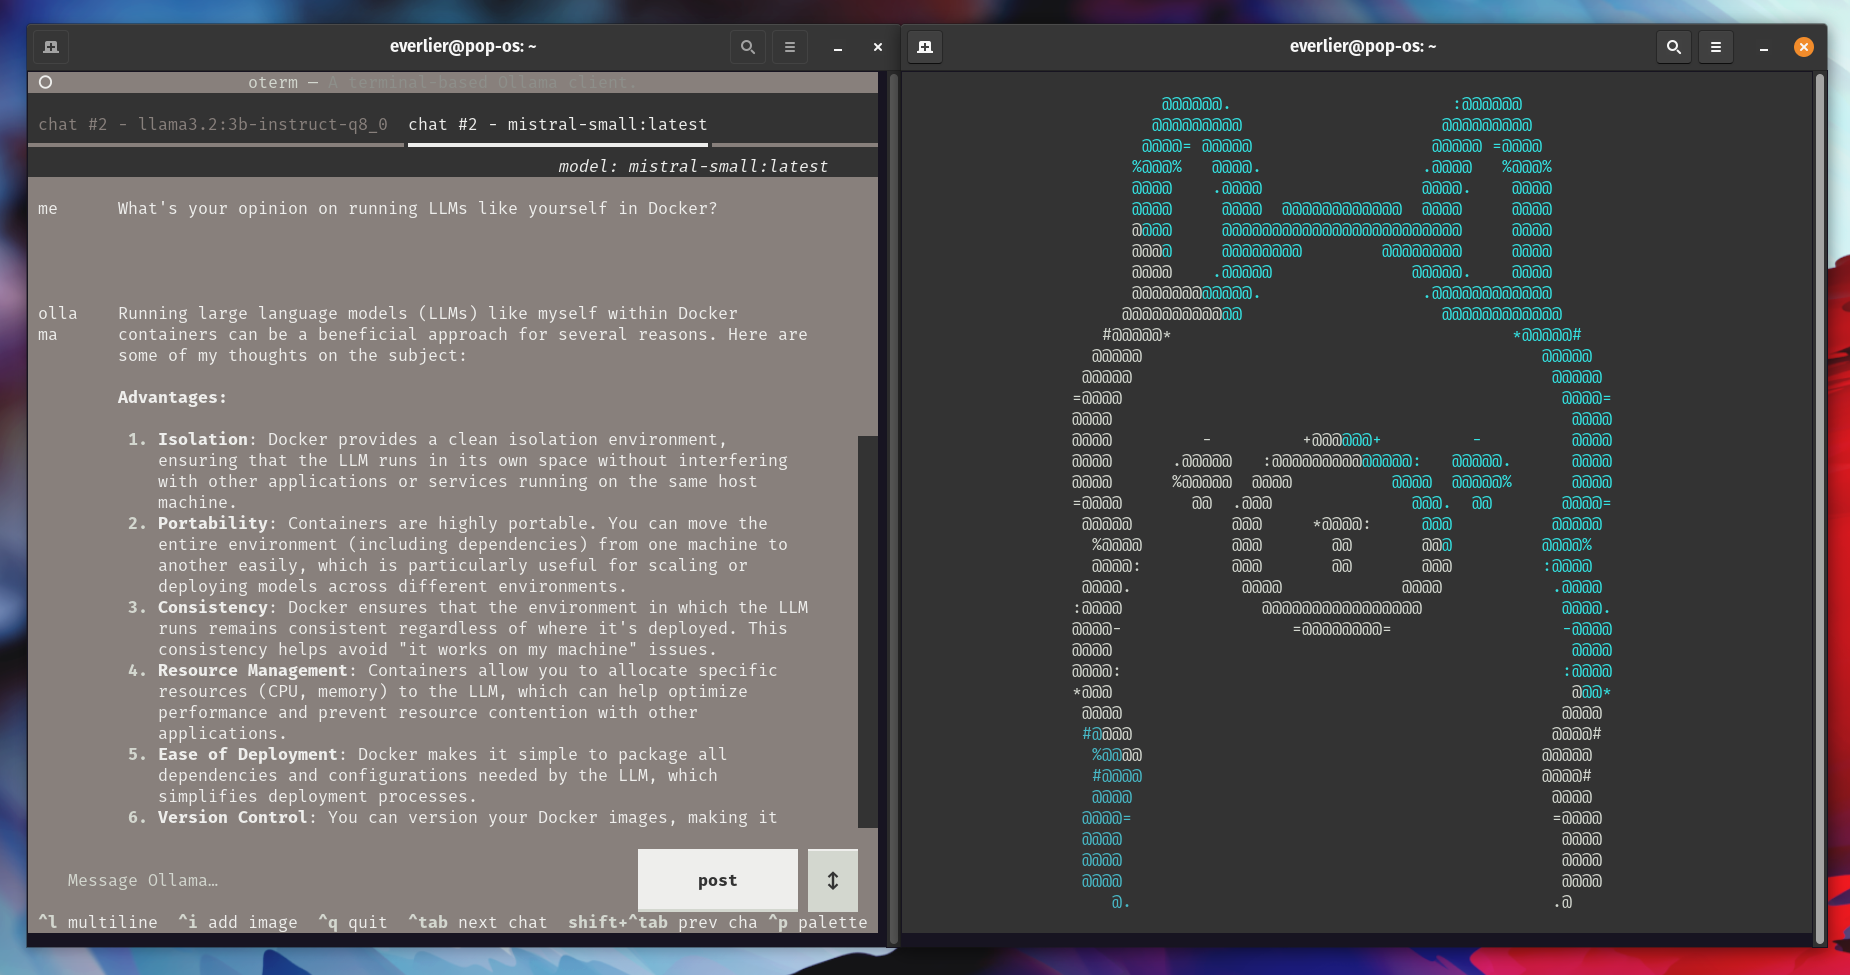 everlier@pop-os: ~
oterm — A terminal-based Ollama client.
chat #2 - llama3.2:3b-instruct-q8_0 chat #2 - mistral-small:latest
model: mistral-small:latest
me What's your opinion on running LLMs like yourself in Docker?
olla Running large language models (LLMs) like myself within Docker
ma containers can be a beneficial approach for several reasons. Here are
some of my thoughts on the subject:
Advantages:
1. Isolation: Docker provides a clean isolation environment,
ensuring that the LLM runs in its own space without interfering
with other applications or services running on the same host
machine.
2. Portability: Containers are highly portable. You can move the
entire environment (including dependencies) from one machine to
another easily, which is particularly useful for scaling or
deploying models across different environments.
3. Consistency: Docker ensures that the environment in which the LLM
runs remains consistent regardless of where it's deployed. This
consistency helps avoid "it works on my machine" issues.
4. Resource Management: Containers allow you to allocate specific
resources (CPU, memory) to the LLM, which can help optimize
performance and prevent resource contention with other
applications.
5. Ease of Deployment: Docker makes it simple to package all
dependencies and configurations needed by the LLM, which
simplifies deployment processes.
6. Version Control: You can version your Docker images, making it
Message Ollama…
post
^l multiline ^i add image ^q quit ^tab next chat shift+^tab prev cha ^p palette
everlier@pop-os: ~